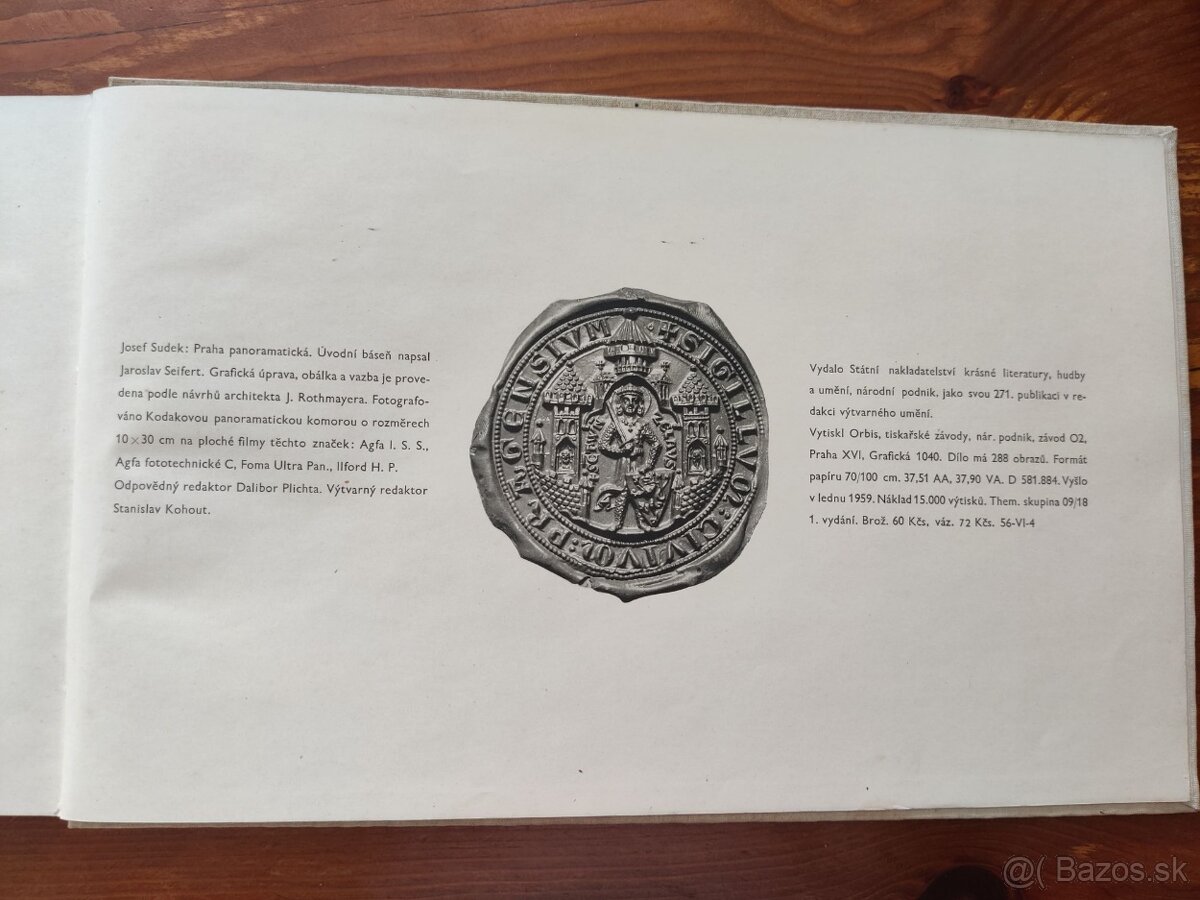 Josef Sudek: Praha panoramatická. Úvodní báseň napsal
Jaroslav Seifert. Grafická úprava, obálka a vazba je prove-
dena podle návrhů architekta J. Rothmayera. Fotografo-
váno Kodakovou panoramatickou komorou o rozměrech
10×30 cm na ploché filmy těchto značek: Agfa I. S. S.,
Agfa fototechnické C, Foma Ultra Pan., Ilford H. P.
Odpovědný redaktor Dalibor Plichta. Výtvarný redaktor
Stanislav Kohout.
+SIGILLVM:CIVIVM:PRAGENSIVM
Vydalo Státní nakladatelství krásné literatury, hudby
a umění, národní podnik, jako svou 271. publikaci v re-
dakci výtvarného umění.
Vytiskl Orbis, tiskařské závody, nár. podnik, závod O2,
Praha XVI, Grafická 1040. Dílo má 288 obrazů. Formát
papíru 70/100 cm. 37,51 AA, 37,90 VA. D 581.884. Vyšlo
v lednu 1959. Náklad 15.000 výtisků. Them. skupina 09/18
1. vydání. Brož. 60 Kčs, váz. 72 Kčs. 56-VI-4
@( Bazos.sk